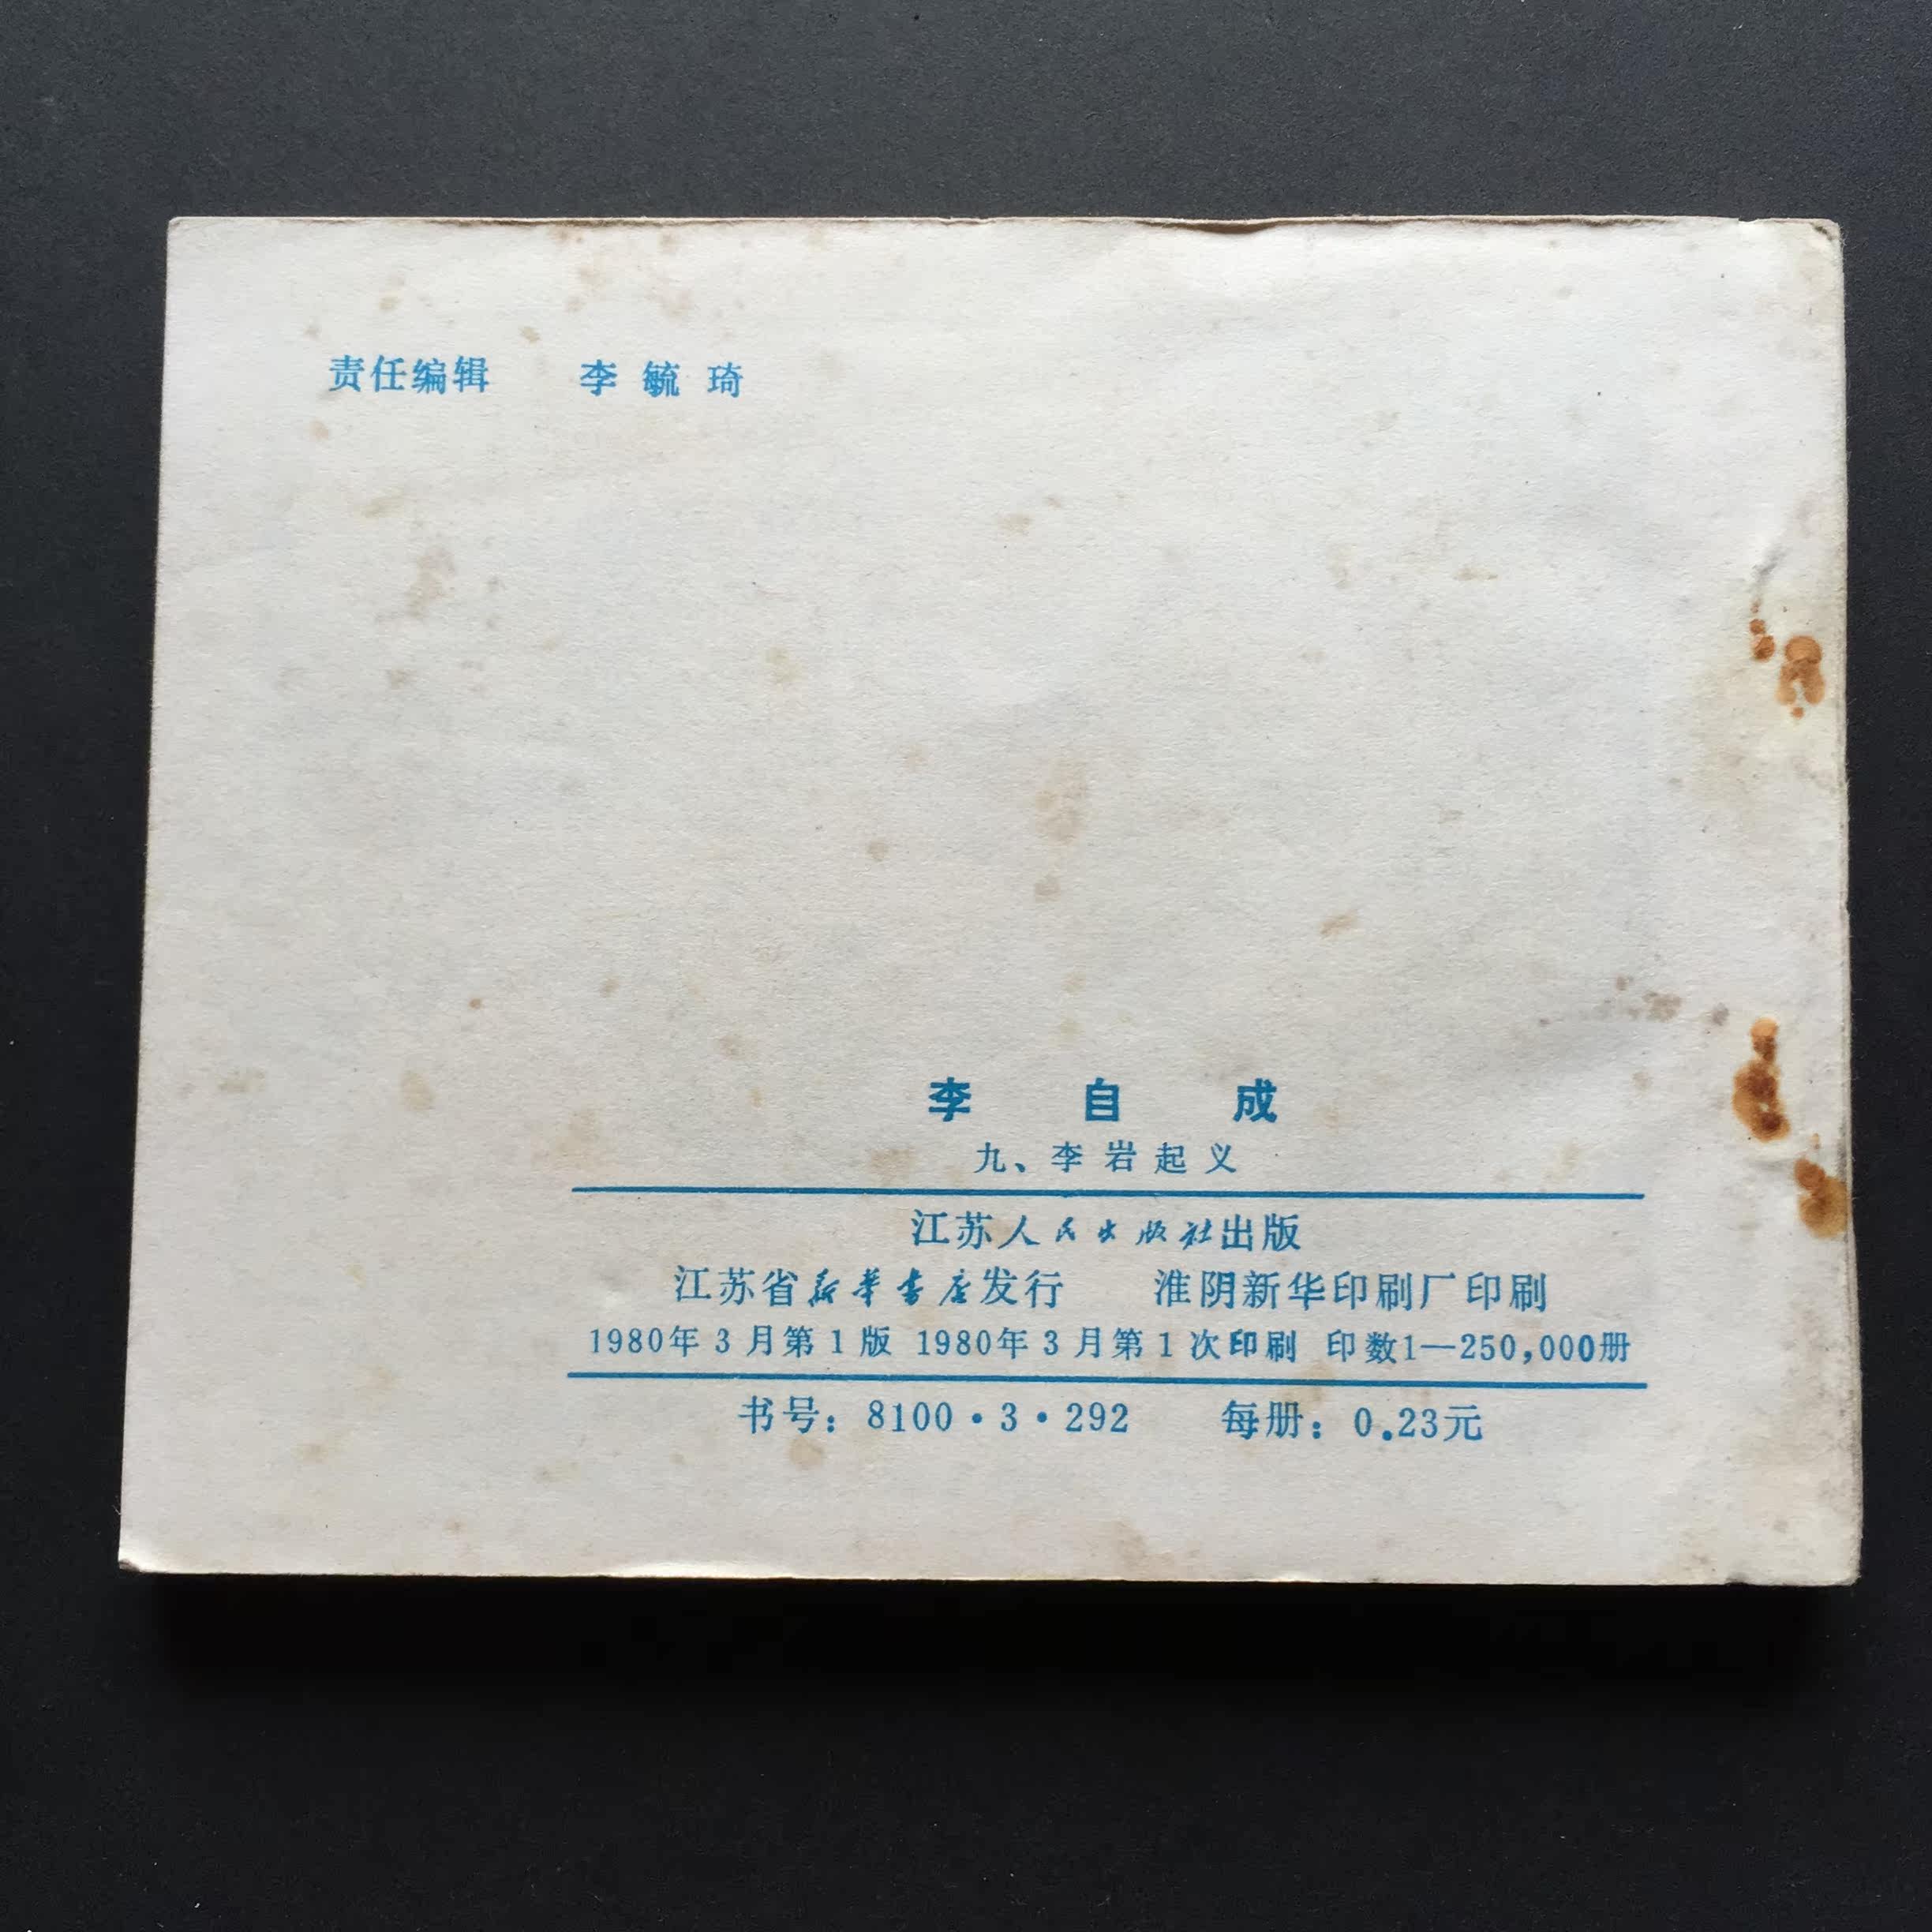 责任编辑 李毓琦
李自成
九、李岩起义
江苏人民出版社出版
江苏省新华书店发行 淮阴新华印刷厂印刷
1980年3月第1版 1980年3月第1次印刷 印数1—250,000册
书号：8100·3·292 每册：0.23元